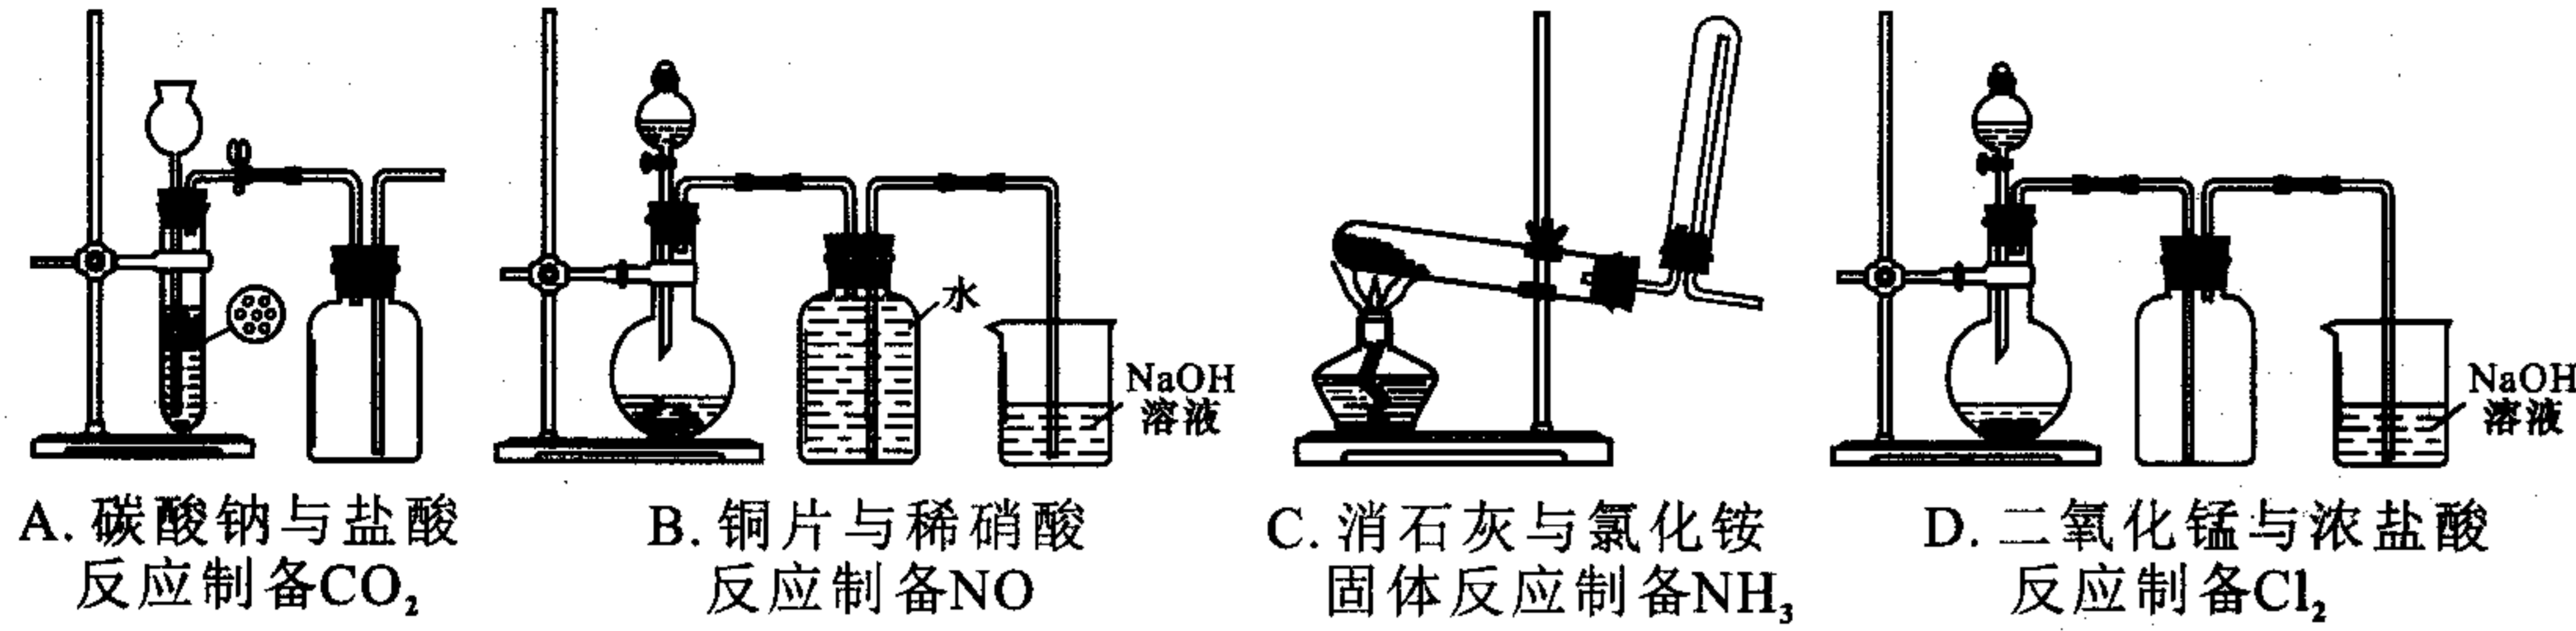 水
NaOH
溶液
NaOH
溶液
A.碳酸钠与盐酸
反应制备CO₂
B.铜片与稀硝酸
反应制备NO
C.消石灰与氯化铵
固体反应制备NH₃
D.二氧化锰与浓盐酸
反应制备Cl₂